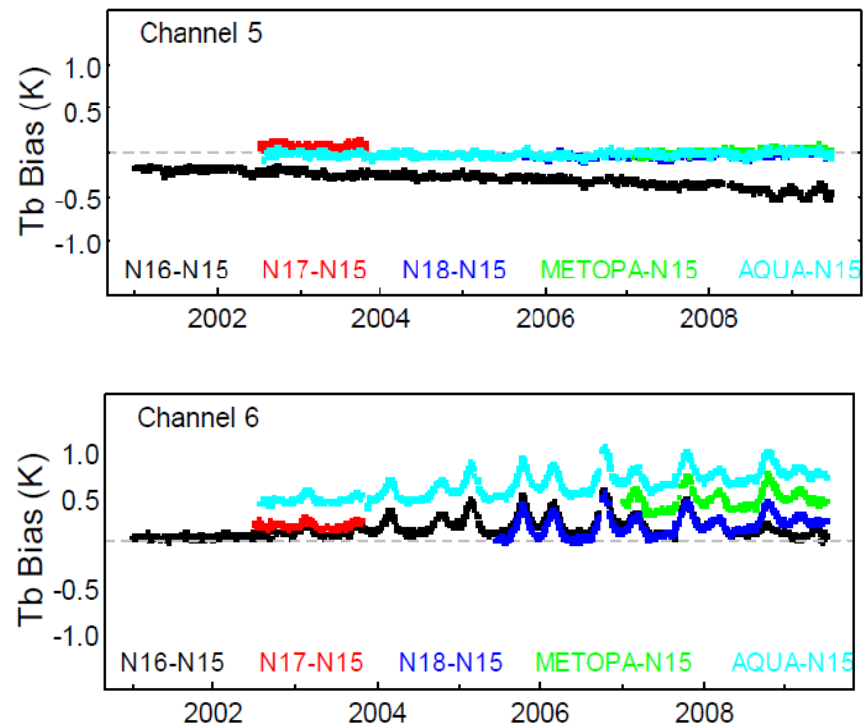 Channel 5
Tb Bias (K)
1.0
0.5
-0.5
-1.0
N16-N15 N17-N15 N18-N15 METOPA-N15 AQUA-N15
2002 2004 2006 2008
Channel 6
Tb Bias (K)
1.0
0.5
-0.5
-1.0
N16-N15 N17-N15 N18-N15 METOPA-N15 AQUA-N15
2002 2004 2006 2008